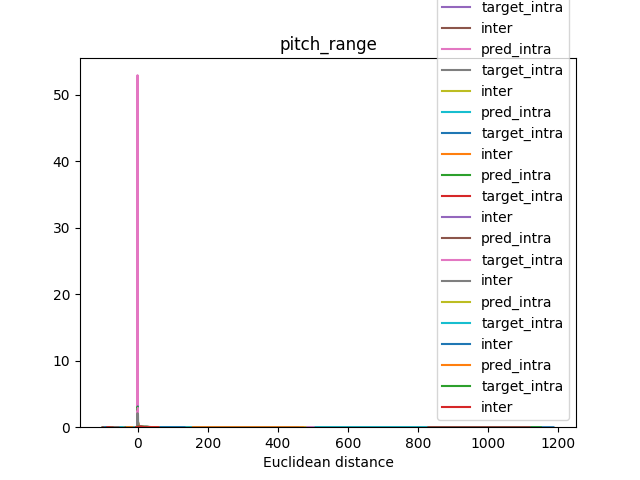 target_intra
inter
pitch_range
pred_intra
target_intra
inter
pred_intra
target_intra
inter
pred_intra
target_intra
inter
pred_intra
target_intra
inter
pred_intra
target_intra
inter
pred_intra
target_intra
inter
50
40
30
20
10
0
0 200 400 600 800 1000 1200
Euclidean distance